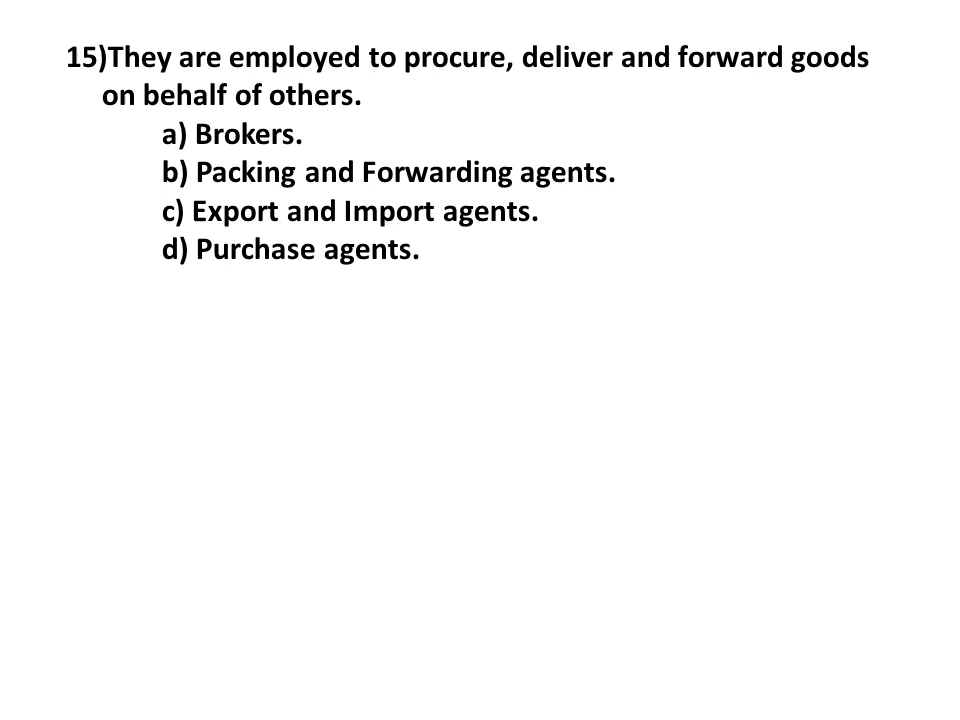 15)They are employed to procure, deliver and forward goods
on behalf of others.
a) Brokers.
b) Packing and Forwarding agents.
c) Export and Import agents.
d) Purchase agents.